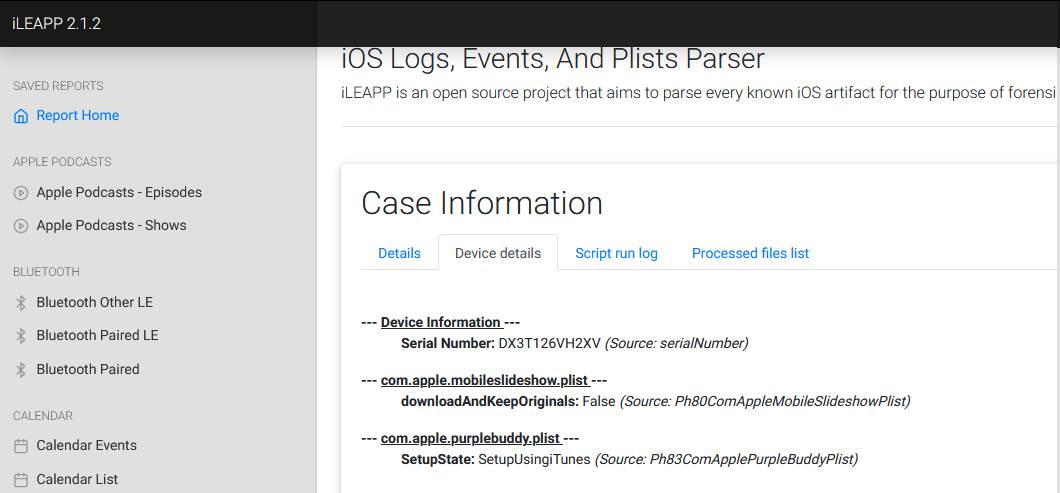 iLEAPP 2.1.2
SAVED REPORTS
Report Home
APPLE PODCASTS
Apple Podcasts - Episodes
Apple Podcasts - Shows
BLUETOOTH
Bluetooth Other LE
Bluetooth Paired LE
Bluetooth Paired
CALENDAR
Calendar Events
Calendar List
iOS Logs, Events, And Plists Parser
iLEAPP is an open source project that aims to parse every known iOS artifact for the purpose of forensi
Case Information
Details Device details Script run log Processed files list
--- Device Information ---
Serial Number: DX3T126VH2XV (Source: serialNumber)
--- com.apple.mobileslideshow.plist ---
downloadAndKeepOriginals: False (Source: Ph80ComAppleMobileSlideshowPlist)
--- com.apple.purplebuddy.plist ---
SetupState: SetupUsingiTunes (Source: Ph83ComApplePurpleBuddyPlist)